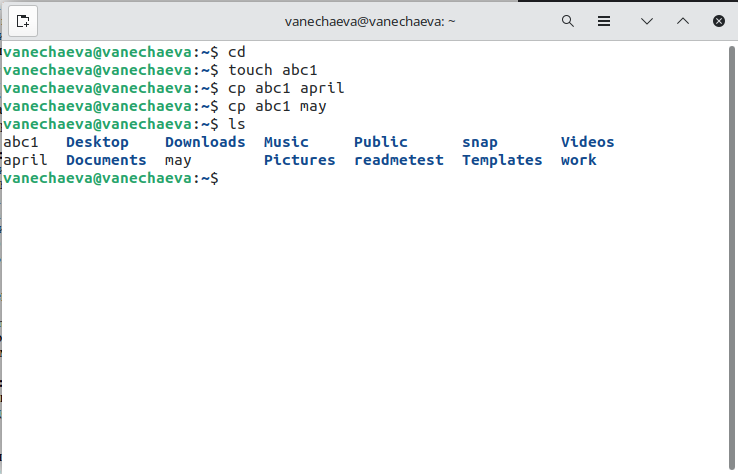 vanechaeva@vanechaeva: ~
vanechaeva@vanechaeva:~$ cd
vanechaeva@vanechaeva:~$ touch abc1
vanechaeva@vanechaeva:~$ cp abc1 april
vanechaeva@vanechaeva:~$ cp abc1 may
vanechaeva@vanechaeva:~$ ls
abc1   Desktop    Downloads  Music     Public      snap       Videos
april  Documents  may        Pictures  readmetest  Templates  work
vanechaeva@vanechaeva:~$